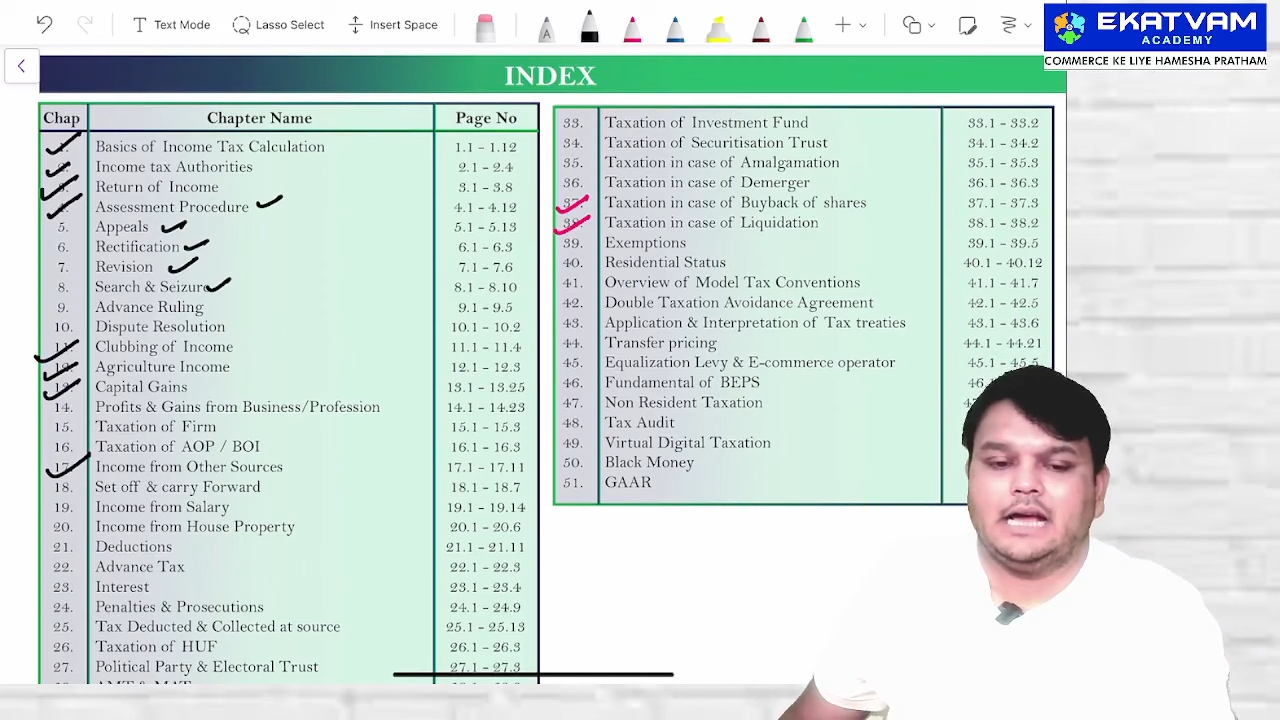 Text Mode
Lasso Select
Insert Space
EKATVAM
ACADEMY
COMMERCE KE LIYE HAMESHA PRATHAM
INDEX
Chap Chapter Name Page No
Basics of Income Tax Calculation 1.1 - 1.12
Income tax Authorities 2.1 - 2.4
Return of Income 3.1 - 3.8
Assessment Procedure 4.1 - 4.12
5. Appeals 5.1 - 5.13
6. Rectification 6.1 - 6.3
7. Revision 7.1 - 7.6
8. Search & Seizure 8.1 - 8.10
9. Advance Ruling 9.1 - 9.5
10. Dispute Resolution 10.1 - 10.2
11. Clubbing of Income 11.1 - 11.4
12. Agriculture Income 12.1 - 12.3
13. Capital Gains 13.1 - 13.25
14. Profits & Gains from Business/Profession 14.1 - 14.23
15. Taxation of Firm 15.1 - 15.3
16. Taxation of AOP / BOI 16.1 - 16.3
17. Income from Other Sources 17.1 - 17.11
18. Set off & carry Forward 18.1 - 18.7
19. Income from Salary 19.1 - 19.14
20. Income from House Property 20.1 - 20.6
21. Deductions 21.1 - 21.11
22. Advance Tax 22.1 - 22.3
23. Interest 23.1 - 23.4
24. Penalties & Prosecutions 24.1 - 24.9
25. Tax Deducted & Collected at source 25.1 - 25.13
26. Taxation of HUF 26.1 - 26.3
27. Political Party & Electoral Trust 27.1 - 27.3
33. Taxation of Investment Fund 33.1 - 33.2
34. Taxation of Securitisation Trust 34.1 - 34.2
35. Taxation in case of Amalgamation 35.1 - 35.3
36. Taxation in case of Demerger 36.1 - 36.3
37. Taxation in case of Buyback of shares 37.1 - 37.3
38. Taxation in case of Liquidation 38.1 - 38.2
39. Exemptions 39.1 - 39.5
40. Residential Status 40.1 - 40.12
41. Overview of Model Tax Conventions 41.1 - 41.7
42. Double Taxation Avoidance Agreement 42.1 - 42.5
43. Application & Interpretation of Tax treaties 43.1 - 43.6
44. Transfer pricing 44.1 - 44.21
45. Equalization Levy & E-commerce operator 45.1 - 45.5
46. Fundamental of BEPS
47. Non Resident Taxation
48. Tax Audit
49. Virtual Digital Taxation
50. Black Money
51. GAAR